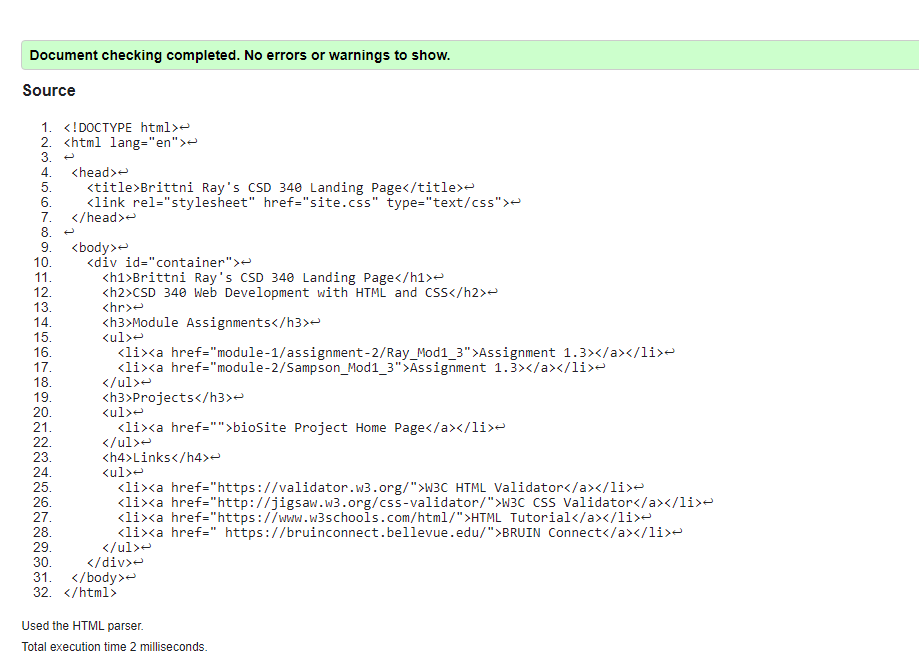 Document checking completed. No errors or warnings to show.
Source
1. <!DOCTYPE html>↩
2. <html lang="en">↩
3. ↩
4.  <head>↩
5.    <title>Brittni Ray's CSD 340 Landing Page</title>↩
6.    <link rel="stylesheet" href="site.css" type="text/css">↩
7.  </head>↩
8. ↩
9.  <body>↩
10.    <div id="container">↩
11.      <h1>Brittni Ray's CSD 340 Landing Page</h1>↩
12.      <h2>CSD 340 Web Development with HTML and CSS</h2>↩
13.      <hr>↩
14.      <h3>Module Assignments</h3>↩
15.      <ul>↩
16.        <li><a href="module-1/assignment-2/Ray_Mod1_3">Assignment 1.3></a></li>↩
17.        <li><a href="module-2/Sampson_Mod1_3">Assignment 1.3></a></li>↩
18.      </ul>↩
19.      <h3>Projects</h3>↩
20.      <ul>↩
21.        <li><a href="">bioSite Project Home Page</a></li>↩
22.      </ul>↩
23.      <h4>Links</h4>↩
24.      <ul>↩
25.        <li><a href="https://validator.w3.org/">W3C HTML Validator</a></li>↩
26.        <li><a href="http://jigsaw.w3.org/css-validator/">W3C CSS Validator</a></li>↩
27.        <li><a href="https://www.w3schools.com/html/">HTML Tutorial</a></li>↩
28.        <li><a href=" https://bruinconnect.bellevue.edu/">BRUIN Connect</a></li>↩
29.      </ul>↩
30.    </div>↩
31.  </body>↩
32. </html>
Used the HTML parser.
Total execution time 2 milliseconds.